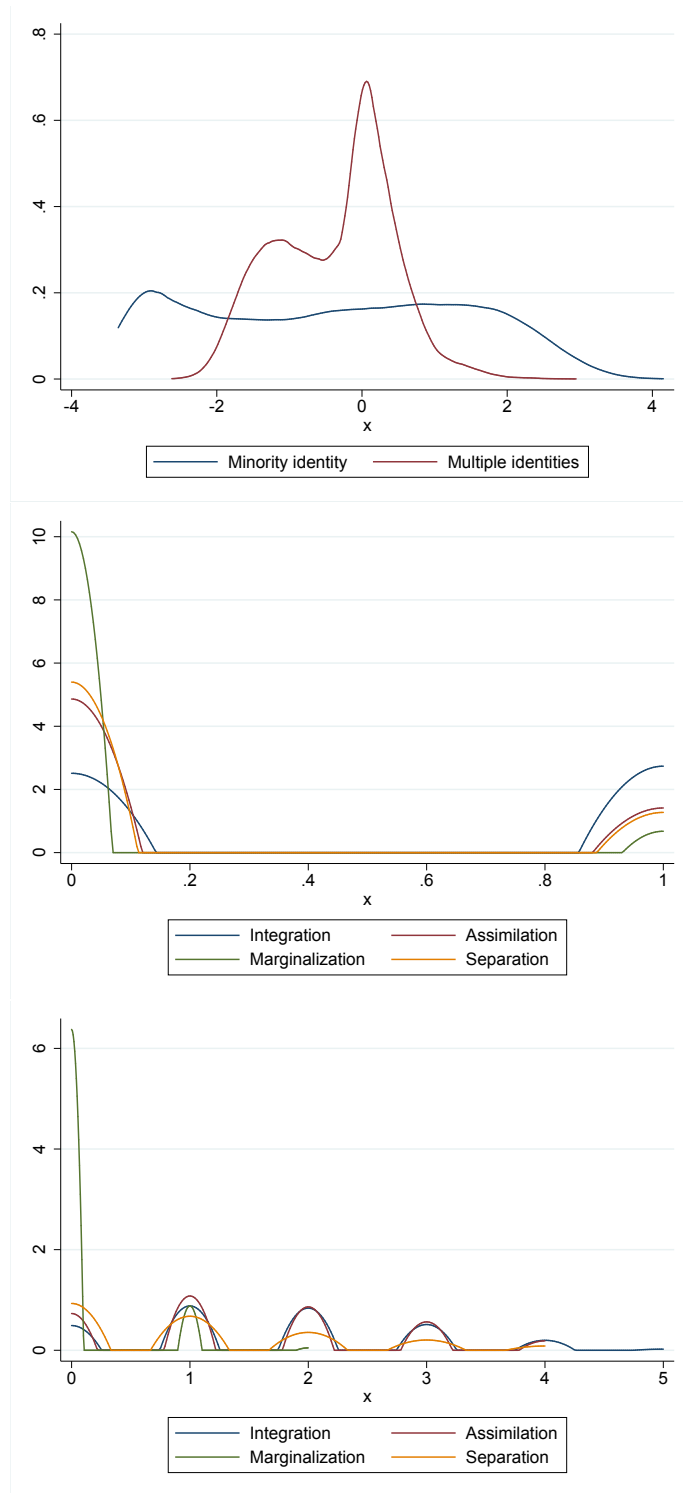 .8
.6
.4
.2
0
-4 -2 0 2 4
x
Minority identity Multiple identities
10
8
6
4
2
0
0 .2 .4 .6 .8 1
x
Integration Assimilation
Marginalization Separation
6
4
2
0
0 1 2 3 4 5
x
Integration Assimilation
Marginalization Separation